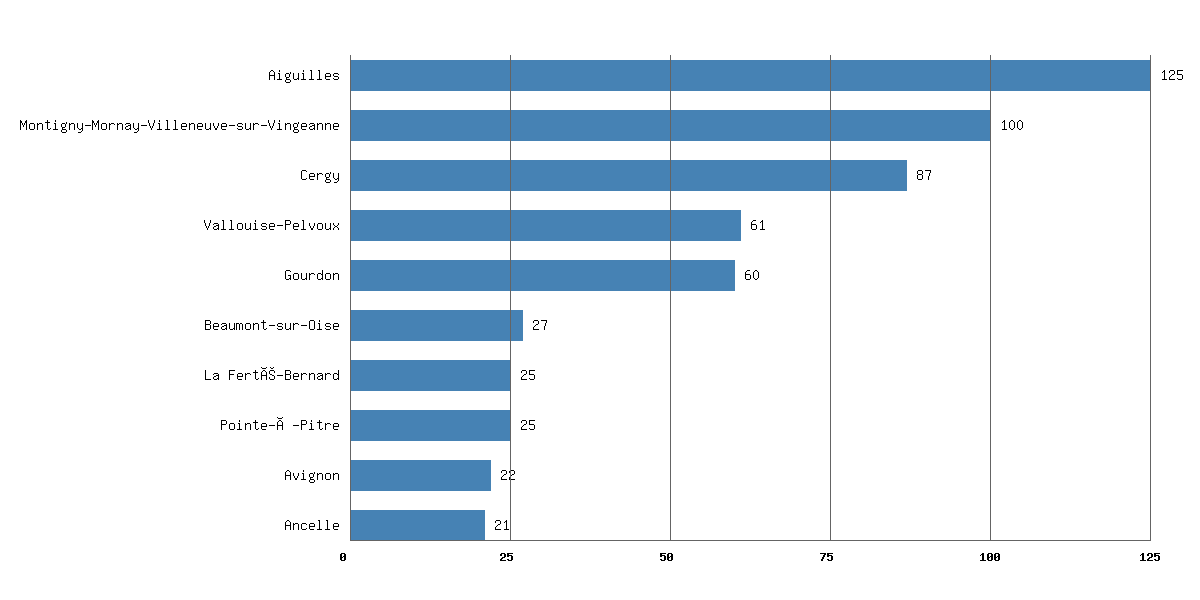 Aiguilles 125
Montigny-Mornay-Villeneuve-sur-Vingeanne 100
Cergy 87
Vallouise-Pelvoux 61
Gourdon 60
Beaumont-sur-Oise 27
La FertĂŠ-Bernard 25
Pointe-Ă -Pitre 25
Avignon 22
Ancelle 21
0 25 50 75 100 125